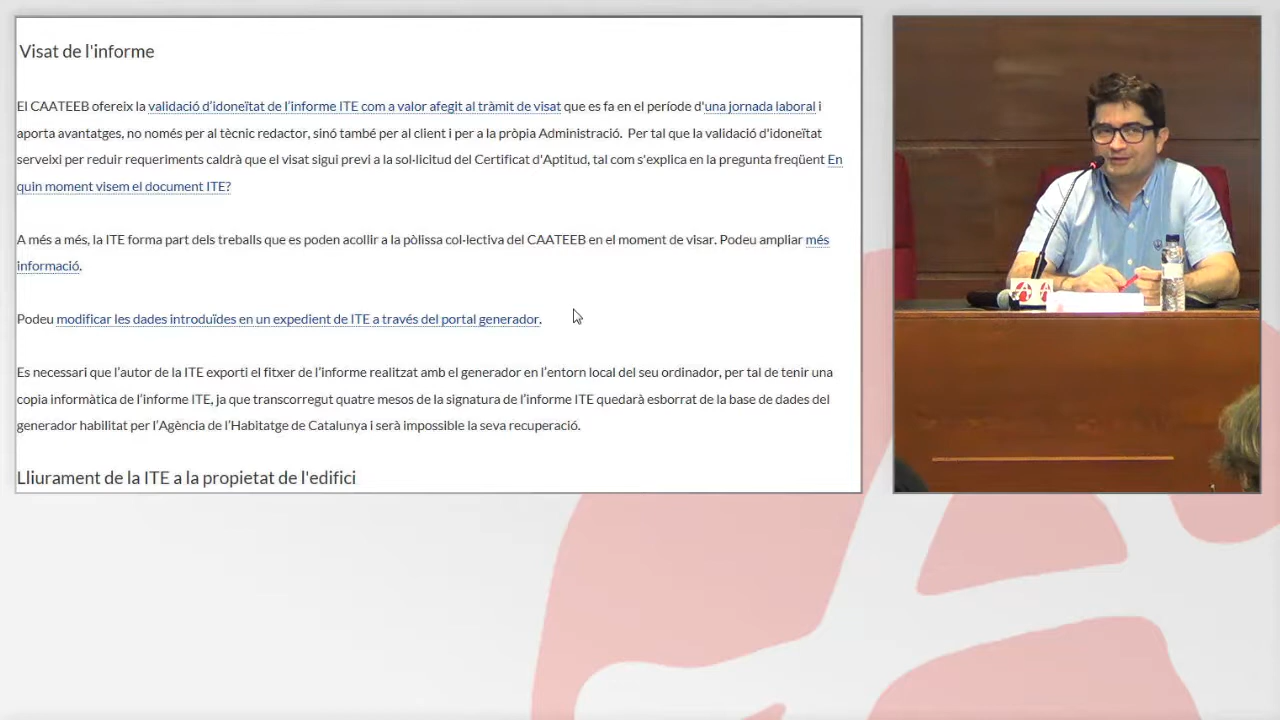 Visat de l'informe
El CAATEEB ofereix la validació d'idoneïtat de l'informe ITE com a valor afegit al tràmit de visat que es fa en el període d'una jornada laboral i
aporta avantatges, no només per al tècnic redactor, sinó també per al client i per a la pròpia Administració. Per tal que la validació d'idoneïtat
serveixi per reduir requeriments caldrà que el visat sigui previ a la sol·licitud del Certificat d'Aptitud, tal com s'explica en la pregunta freqüent En
quin moment visem el document ITE?
A més a més, la ITE forma part dels treballs que es poden acollir a la pòlissa col·lectiva del CAATEEB en el moment de visar. Podeu ampliar més
informació.
Podeu modificar les dades introduïdes en un expedient de ITE a través del portal generador.
Es necessari que l'autor de la ITE exporti el fitxer de l'informe realitzat amb el generador en l'entorn local del seu ordinador, per tal de tenir una
copia informàtica de l'informe ITE, ja que transcorregut quatre mesos de la signatura de l'informe ITE quedarà esborrat de la base de dades del
generador habilitat per l'Agència de l'Habitatge de Catalunya i serà impossible la seva recuperació.
Lliurament de la ITE a la propietat de l'edifici